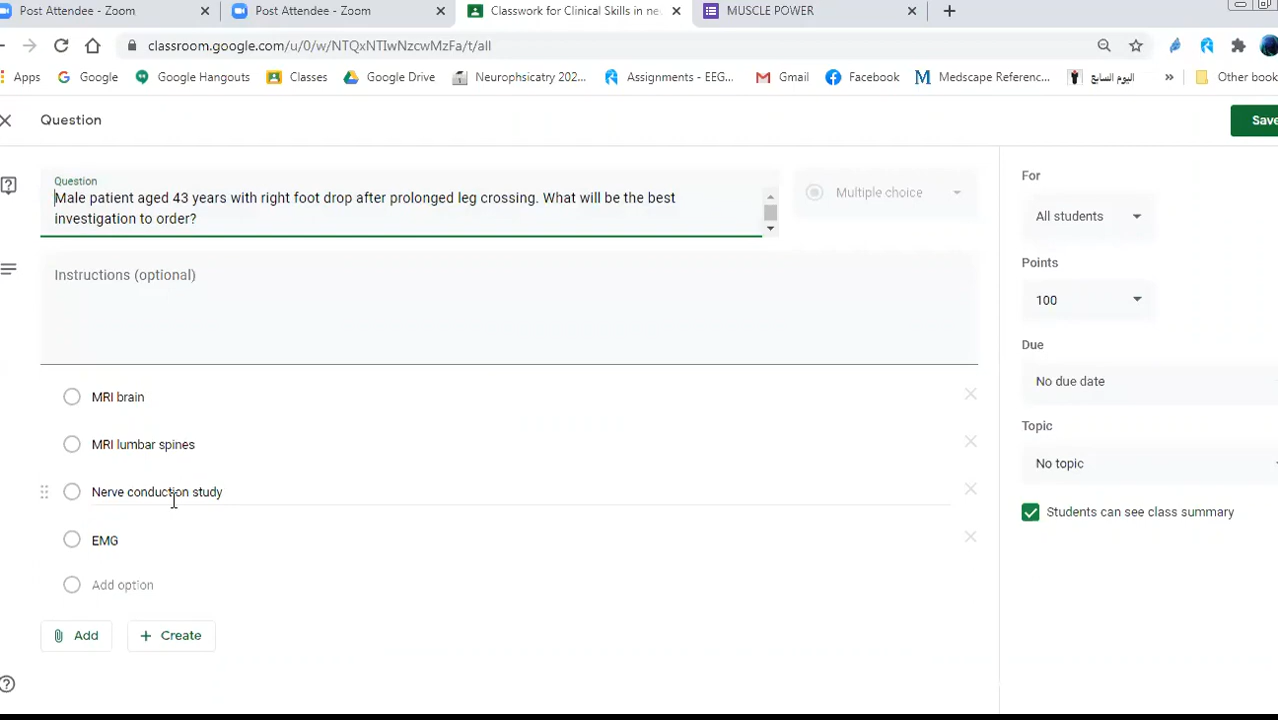 Post Attendee - Zoom
Post Attendee - Zoom
Classwork for Clinical Skills in ne
MUSCLE POWER
classroom.google.com/u/0/w/NTQxNTIwNzcwMzFa/t/all
Apps
Google
Google Hangouts
Classes
Google Drive
Neurophsicatry 202...
Assignments - EEG...
Gmail
Facebook
Medscape Referenc...
اليوم السابع
»
Other book
Question
Save
Question
Male patient aged 43 years with right foot drop after prolonged leg crossing. What will be the best
investigation to order?
Multiple choice
Instructions (optional)
MRI brain
MRI lumbar spines
Nerve conduction study
EMG
Add option
Add
+ Create
For
All students
Points
100
Due
No due date
Topic
No topic
Students can see class summary